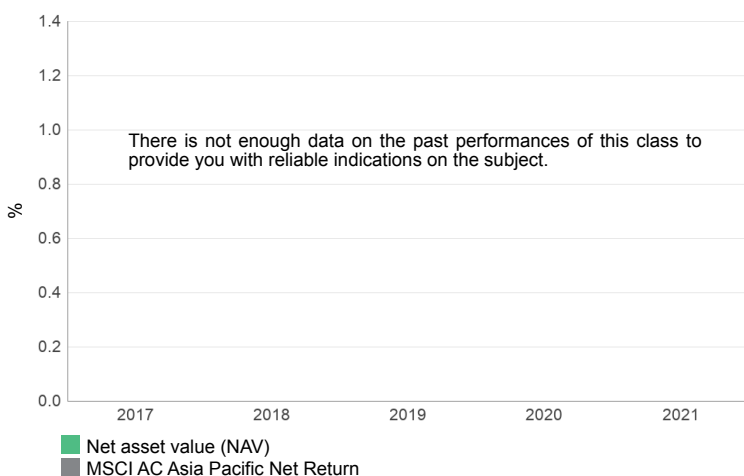 1.4
1.2
1.0
There is not enough data on the past performances of this class to
provide you with reliable indications on the subject.
0.8
%
0.6
0.4
0.2
0.0
2017 2018 2019 2020 2021
Net asset value (NAV)
MSCI AC Asia Pacific Net Return